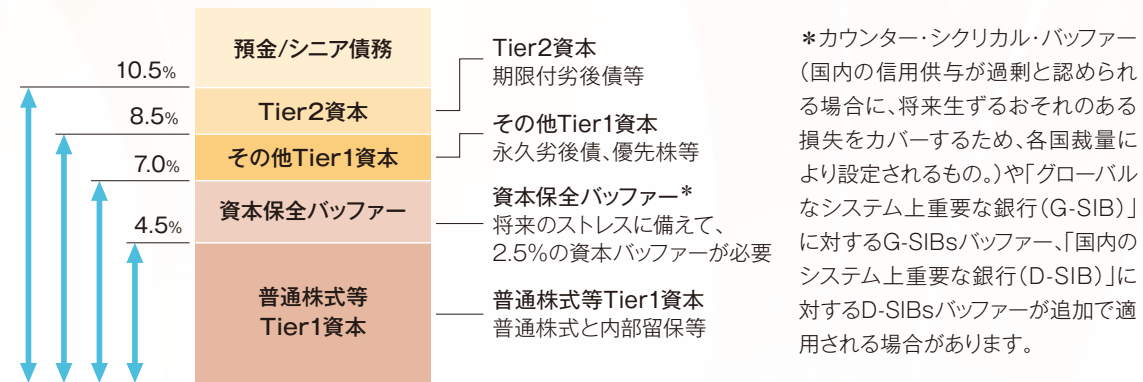 預金/シニア債務
10.5%
Tier2資本
8.5%
その他Tier1資本
7.0%
資本保全バッファー
4.5%
普通株式等
Tier1資本
Tier2資本
期限付劣後債等
その他Tier1資本
永久劣後債、優先株等
資本保全バッファー*
将来のストレスに備えて、
2.5%の資本バッファーが必要
普通株式等Tier1資本
普通株式と内部留保等
*カウンター・シクリカル・バッファー
(国内の信用供与が過剰と認められ
る場合に、将来生ずるおそれのある
損失をカバーするため、各国裁量に
より設定されるもの。)や「グローバル
なシステム上重要な銀行(G-SIB)」
に対するG-SIBsバッファー、「国内の
システム上重要な銀行(D-SIB)」に
対するD-SIBsバッファーが追加で適
用される場合があります。